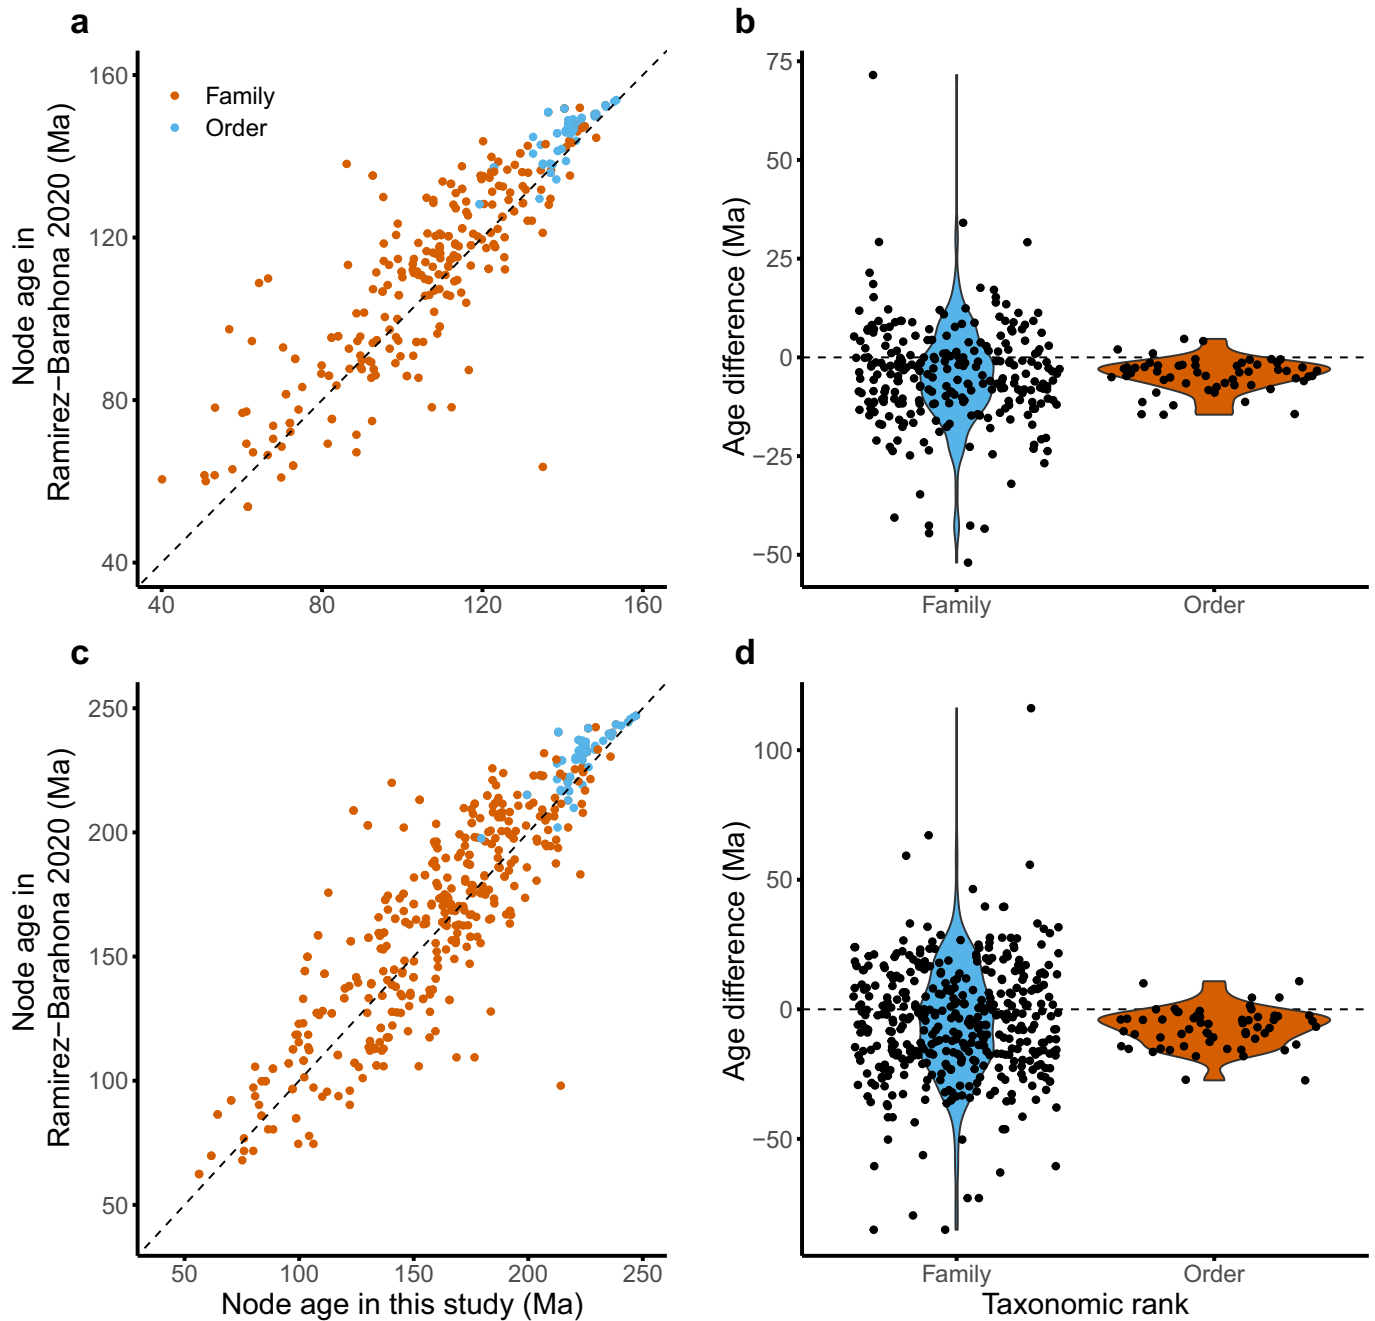 a
Node age in
Ramirez−Barahona 2020 (Ma)
160
120
80
40
Family
Order
40 80 120 160
b
Age difference (Ma)
75
50
25
0
−25
−50
Family Order
c
Node age in
Ramirez−Barahona 2020 (Ma)
250
200
150
100
50
50 100 150 200 250
Node age in this study (Ma)
d
Age difference (Ma)
100
50
0
−50
Family Order
Taxonomic rank